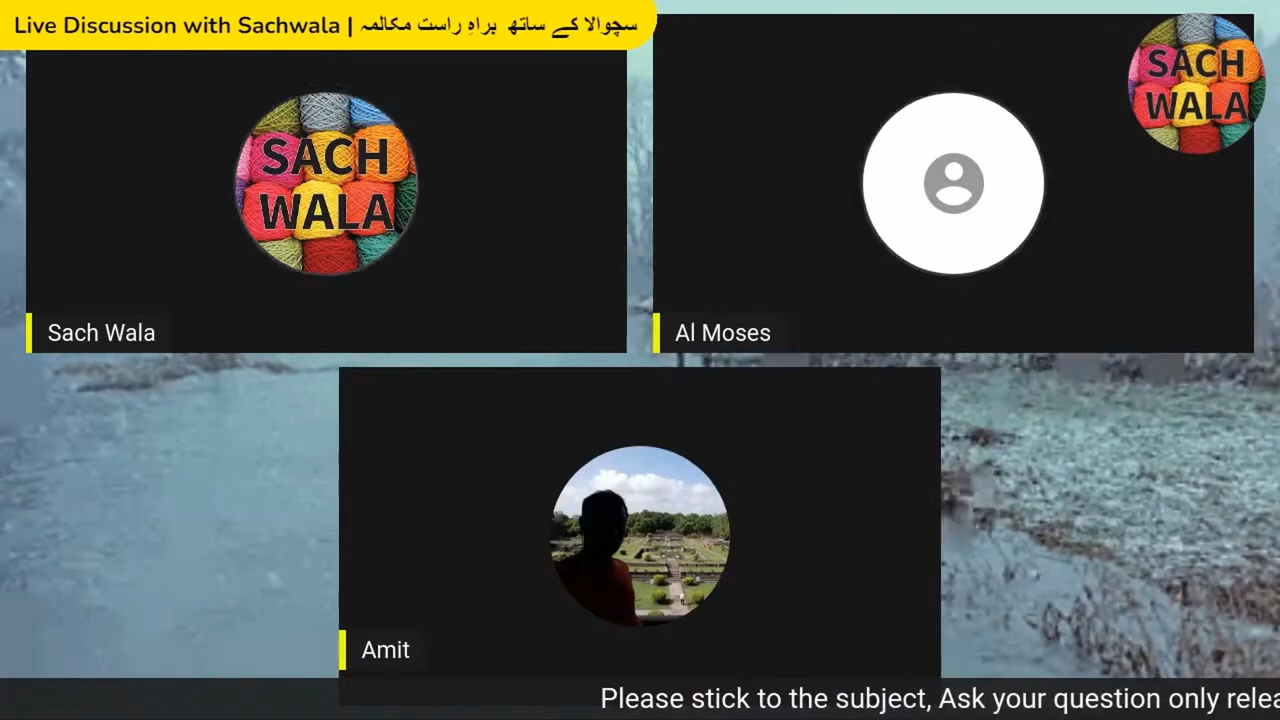 Live Discussion with Sachwala | سچوالا کے ساتھ براہِ راست مکالمہ
SACH
WALA
SACH
WALA
Sach Wala
Al Moses
Amit
Please stick to the subject, Ask your question only relea